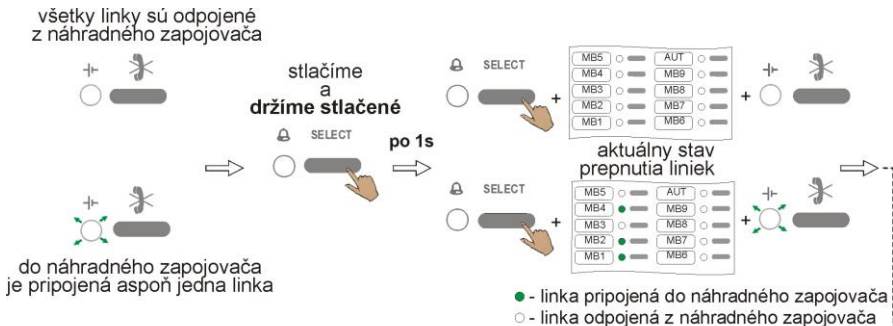 všetky linky sú odpojené
z náhradného zapojovača
stlačíme
a
držíme stlačené
SELECT
po 1s
do náhradného zapojovača
je pripojená aspoň jedna linka
SELECT
+
MB5 AUT
MB4 MB9
MB3 MB8
MB2 MB7
MB1 MB6
+
aktuálny stav
prepnutia liniek
SELECT
+
MB5 AUT
MB4 MB9
MB3 MB8
MB2 MB7
MB1 MB6
+
- linka pripojená do náhradného zapojovača
- linka odpojená z náhradného zapojovača